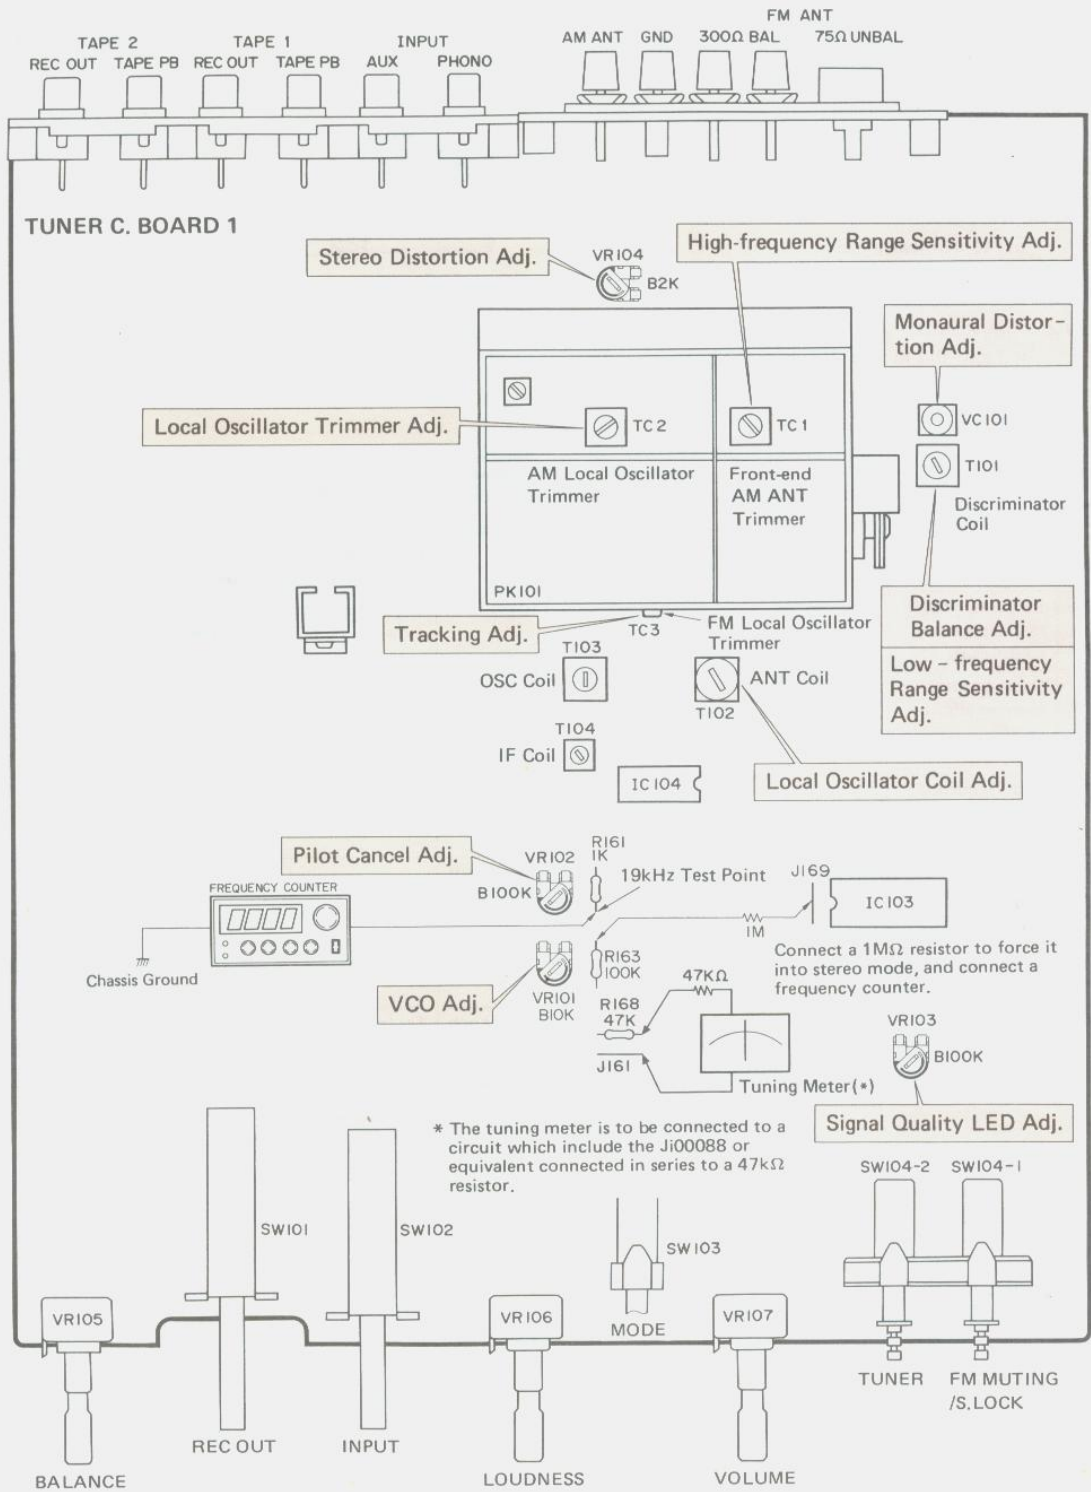 FM ANT
TAPE 2
TAPE 1
INPUT
AM ANT
GND
300Ω BAL
75Ω UNBAL
REC OUT
TAPE PB
REC OUT
TAPE PB
AUX
PHONO
TUNER C. BOARD 1
Stereo Distortion Adj.
VR104
B2K
High-frequency Range Sensitivity Adj.
Monaural Distor-
tion Adj.
Local Oscillator Trimmer Adj.
TC2
TC1
VC101
T101
AM Local Oscillator
Trimmer
Front-end
AM ANT
Trimmer
Discriminator
Coil
PK101
Discriminator
Balance Adj.
Low-frequency
Range Sensitivity
Adj.
Tracking Adj.
TC3
FM Local Oscillator
Trimmer
T103
OSC Coil
ANT Coil
T102
T104
IF Coil
IC104
Local Oscillator Coil Adj.
Pilot Cancel Adj.
VR102
B100K
R161
1K
19kHz Test Point
J169
IC103
FREQUENCY COUNTER
1M
Chassis Ground
R163
100K
Connect a 1MΩ resistor to force it
into stereo mode, and connect a
frequency counter.
VCO Adj.
VR101
B10K
47KΩ
R168
47K
J161
Tuning Meter(*)
VR103
B100K
Signal Quality LED Adj.
* The tuning meter is to be connected to a
circuit which include the Ji00088 or
equivalent connected in series to a 47kΩ
resistor.
SW104-2
SW104-1
SW101
SW102
SW103
VR105
VR106
MODE
VR107
TUNER
FM MUTING
/S.LOCK
REC OUT
INPUT
BALANCE
LOUDNESS
VOLUME